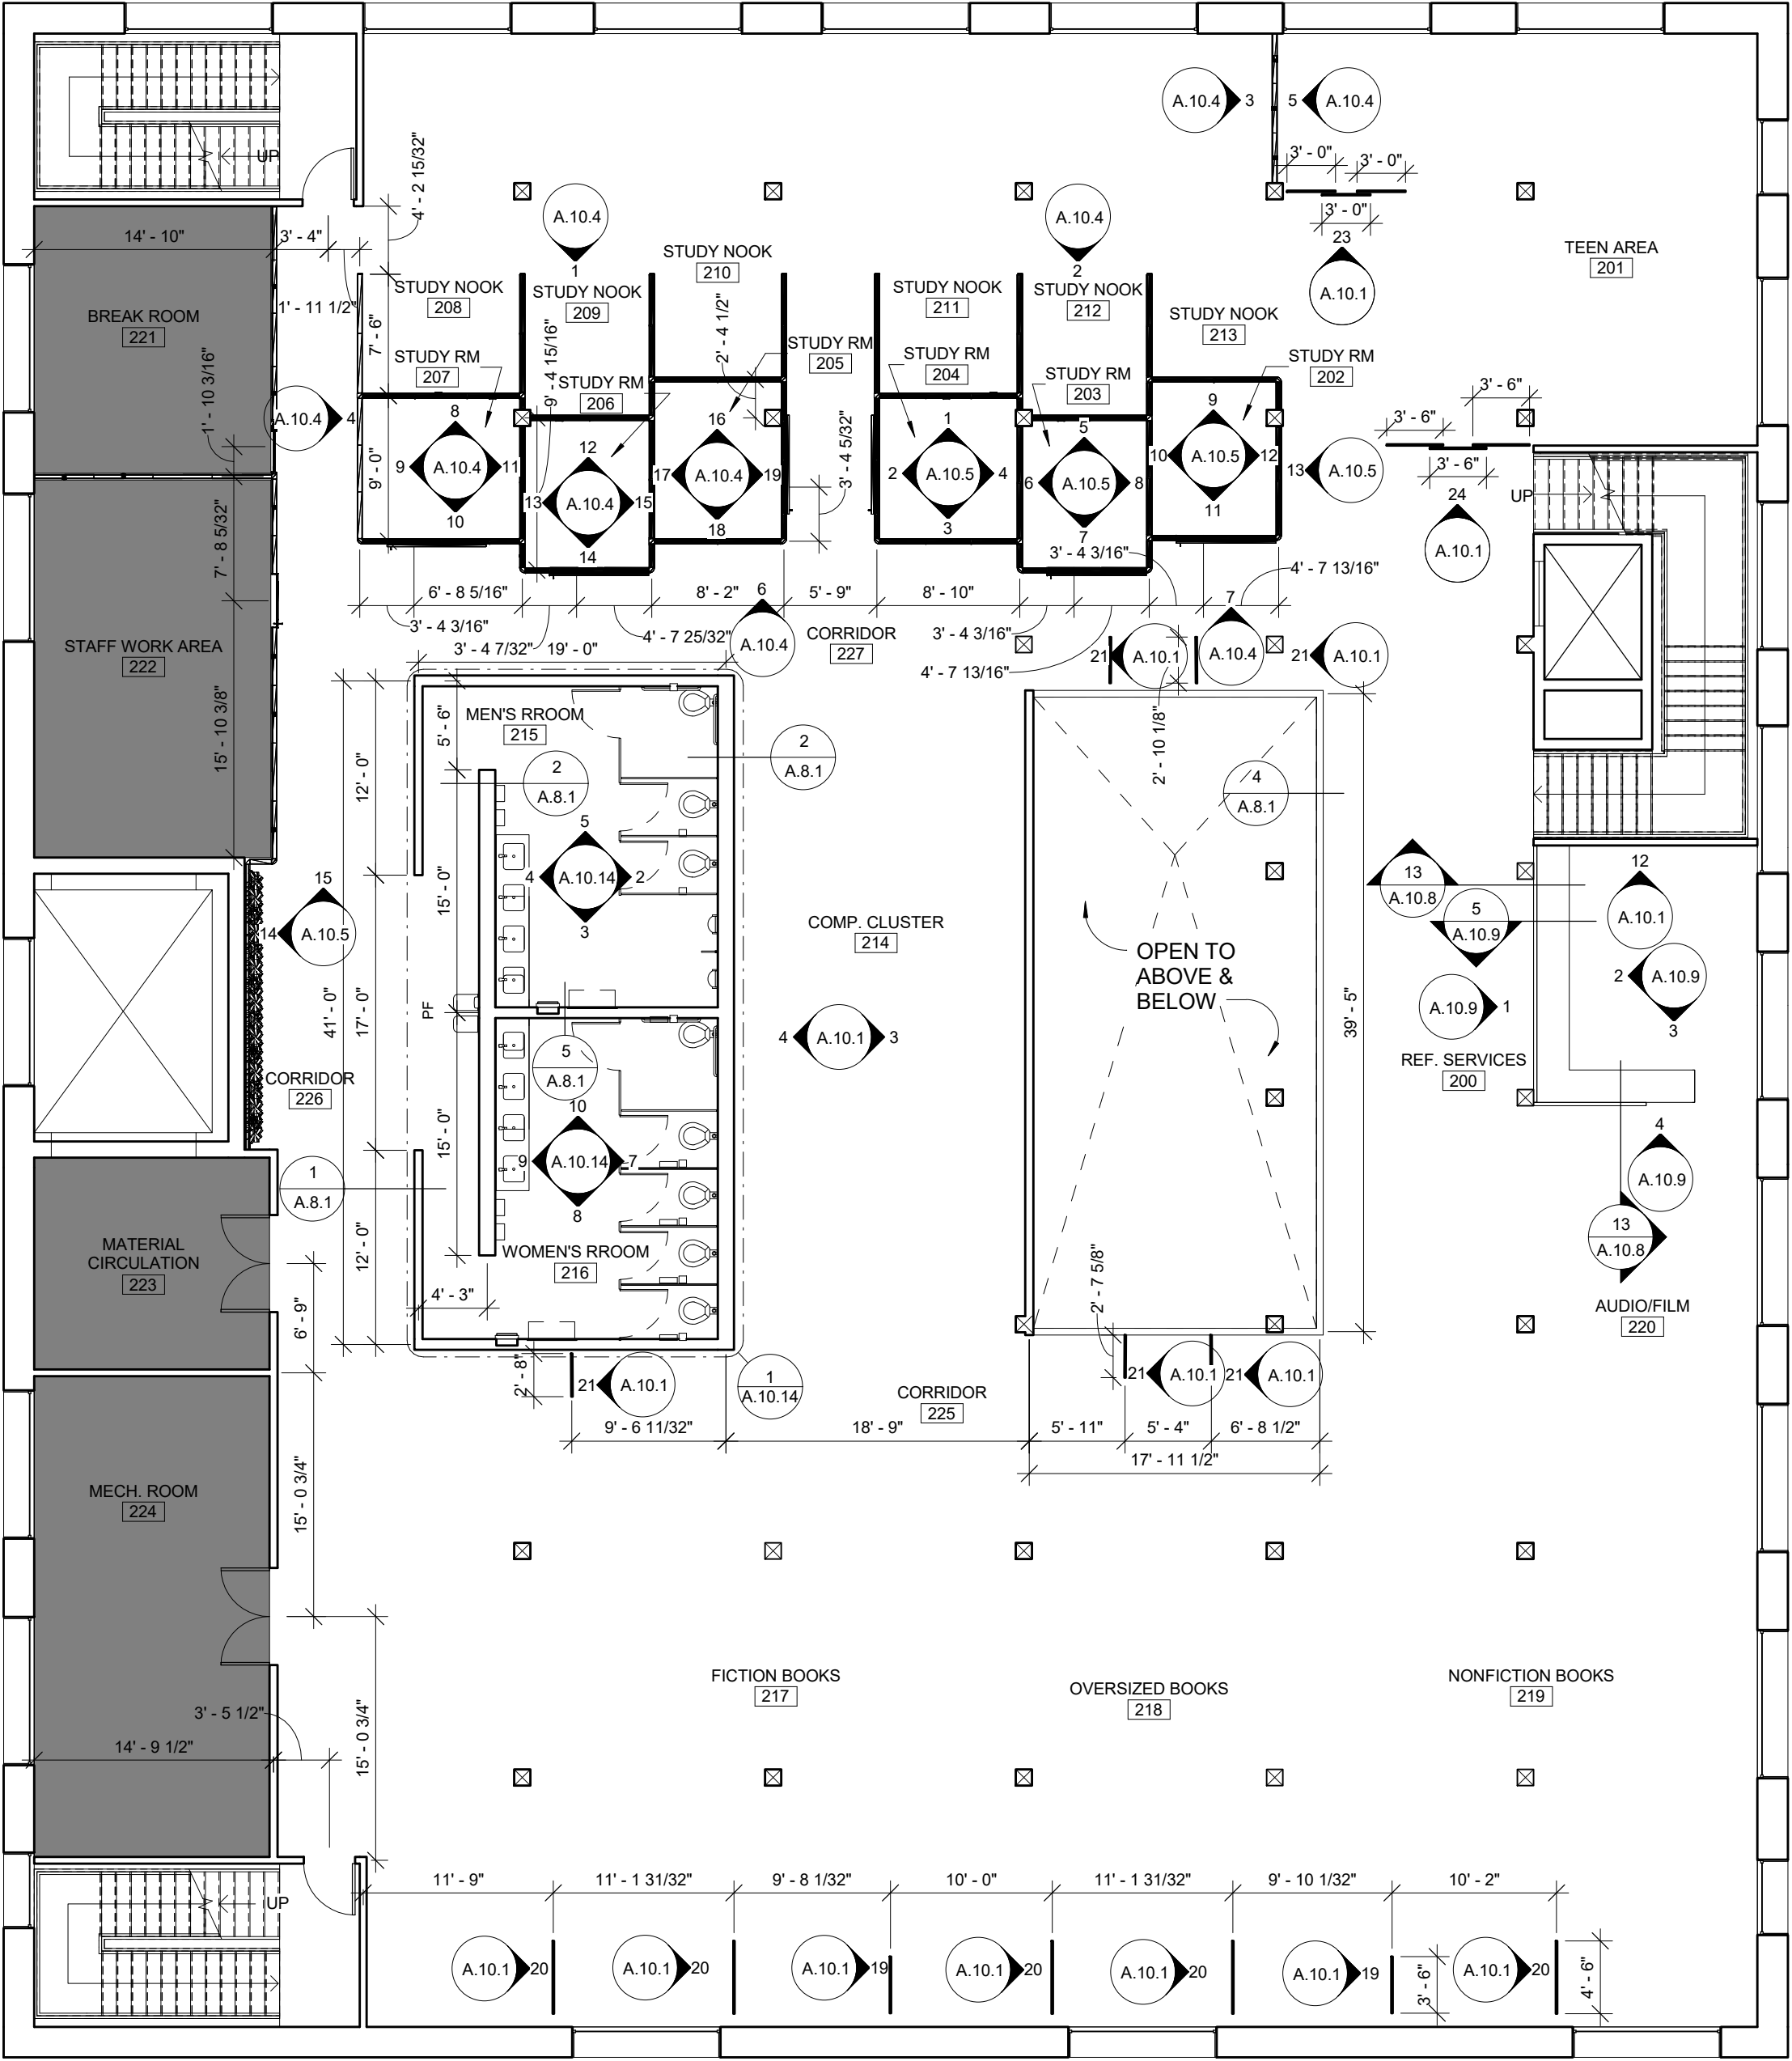 A.10.4
3
5
A.10.4
UP
4' - 2 15/32"
3' - 0"
3' - 0"
3' - 0"
14' - 10"
3' - 4"
A.10.4
1
A.10.4
2
23
A.10.1
TEEN AREA
201
STUDY NOOK
210
STUDY NOOK
208
STUDY NOOK
209
STUDY NOOK
211
STUDY NOOK
212
STUDY NOOK
213
BREAK ROOM
221
1' - 11 1/2"
7' - 6"
2' - 4 1/2"
9' - 4 15/16"
1' - 10 3/16"
STUDY RM
207
STUDY RM
206
STUDY RM
205
STUDY RM
204
STUDY RM
203
STUDY RM
202
3' - 6"
3' - 6"
3' - 6"
A.10.4
4
9' - 0"
8
9
A.10.4
11
10
12
13
A.10.4
15
14
16
17
A.10.4
19
18
3' - 4 5/32"
1
2
A.10.5
4
3
5
6
A.10.5
8
7
9
10
A.10.5
12
11
13
A.10.5
24
A.10.1
UP
7' - 8 5/32"
3' - 4 3/16"
4' - 7 13/16"
6' - 8 5/16"
8' - 2"
5' - 9"
8' - 10"
3' - 4 3/16"
3' - 4 7/32"
4' - 7 25/32"
3' - 4 3/16"
4' - 7 13/16"
19' - 0"
6
A.10.4
7
A.10.4
CORRIDOR
227
21
A.10.1
21
A.10.1
STAFF WORK AREA
222
15' - 10 3/8"
2' - 10 1/8"
MEN'S RROOM
215
5' - 6"
12' - 0"
2
A.8.1
2
A.8.1
4
A.8.1
5
4
A.10.14
2
3
15' - 0"
15
14
A.10.5
COMP. CLUSTER
214
OPEN TO
ABOVE &
BELOW
13
A.10.8
5
A.10.9
12
A.10.1
2
A.10.9
3
A.10.9
1
41' - 0"
17' - 0"
PF
4
A.10.1
3
39' - 5"
REF. SERVICES
200
5
A.8.1
CORRIDOR
226
10
9
A.10.14
7
8
15' - 0"
1
A.8.1
4
A.10.9
13
A.10.8
MATERIAL
CIRCULATION
223
12' - 0"
WOMEN'S RROOM
216
4' - 3"
6' - 9"
2' - 7 5/8"
AUDIO/FILM
220
2' - 8"
21
A.10.1
1
A.10.14
21
A.10.1
21
A.10.1
CORRIDOR
225
9' - 6 11/32"
18' - 9"
5' - 11"
5' - 4"
6' - 8 1/2"
17' - 11 1/2"
MECH. ROOM
224
15' - 0 3/4"
FICTION BOOKS
217
OVERSIZED BOOKS
218
NONFICTION BOOKS
219
3' - 5 1/2"
14' - 9 1/2"
15' - 0 3/4"
UP
11' - 9"
11' - 1 31/32"
9' - 8 1/32"
10' - 0"
11' - 1 31/32"
9' - 10 1/32"
10' - 2"
A.10.1
20
A.10.1
20
A.10.1
19
A.10.1
20
A.10.1
20
A.10.1
19
3' - 6"
A.10.1
20
4' - 6"